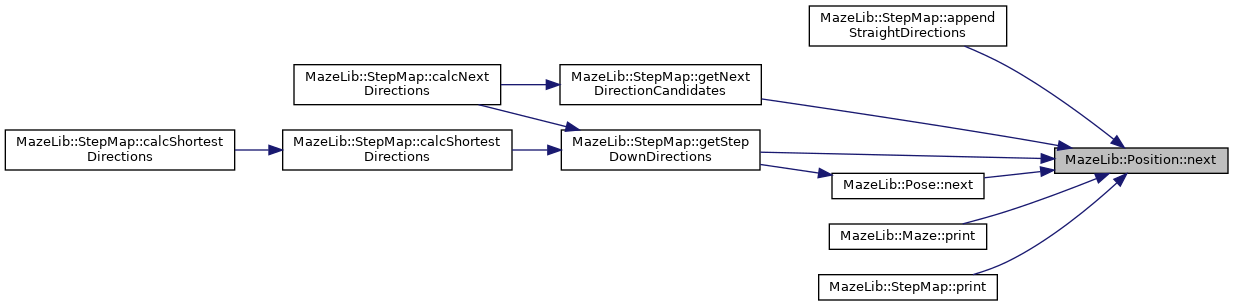 MazeLib::StepMap::append
StraightDirections
MazeLib::StepMap::calcNext
Directions
MazeLib::StepMap::getNext
DirectionCandidates
MazeLib::StepMap::calcShortest
Directions
MazeLib::StepMap::calcShortest
Directions
MazeLib::StepMap::getStep
DownDirections
MazeLib::Position::next
MazeLib::Pose::next
MazeLib::Maze::print
MazeLib::StepMap::print